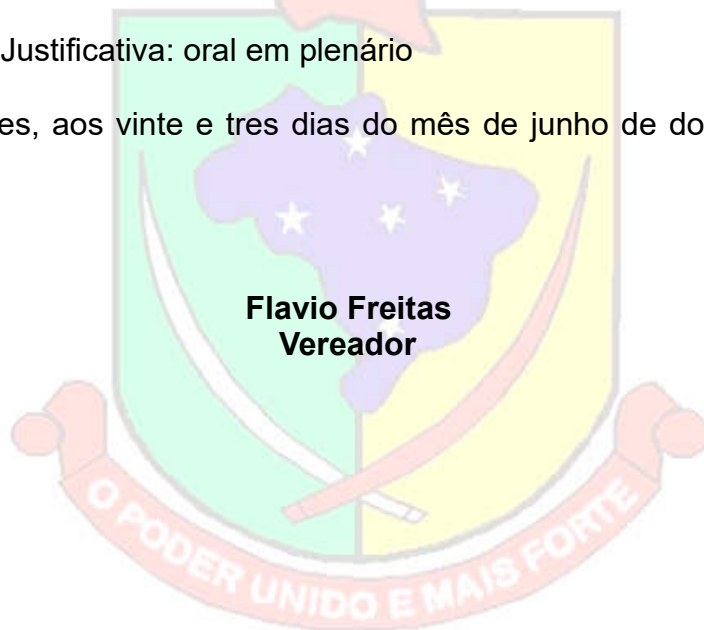 Justificativa: oral em plenário
es, aos vinte e tres dias do mês de junho de do
Flavio Freitas
Vereador
O PODER UNIDO E MAIS FORTE